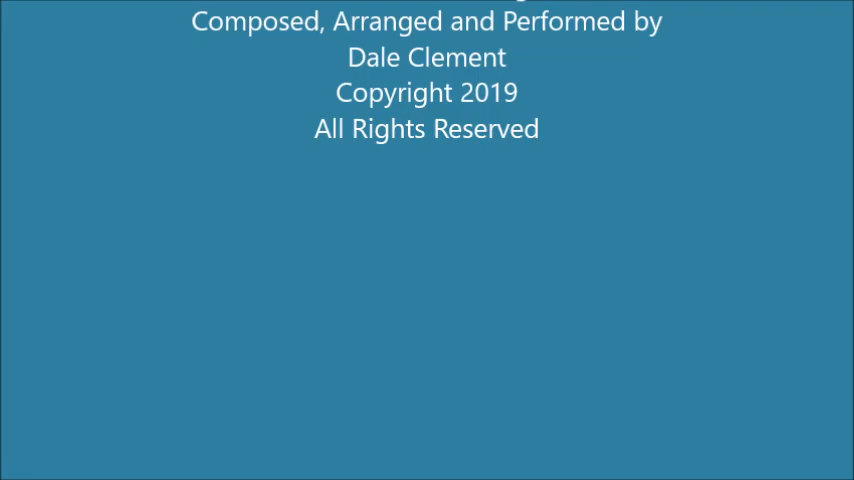 Composed, Arranged and Performed by
Dale Clement
Copyright 2019
All Rights Reserved